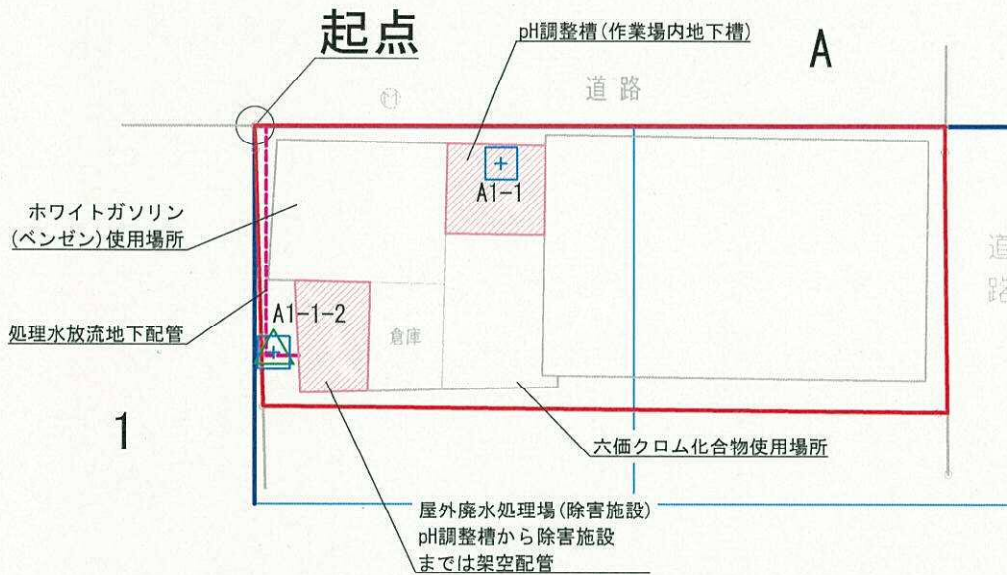 起点
pH調整槽(作業場内地下槽)
A
道路
A1-1
ホワイトガソリン
(ベンゼン)使用場所
道路
処理水放流地下配管
A1-1-2
倉庫
1
六価クロム化合物使用場所
屋外廃水処理場(除害施設)
pH調整槽から除害施設
までは架空配管